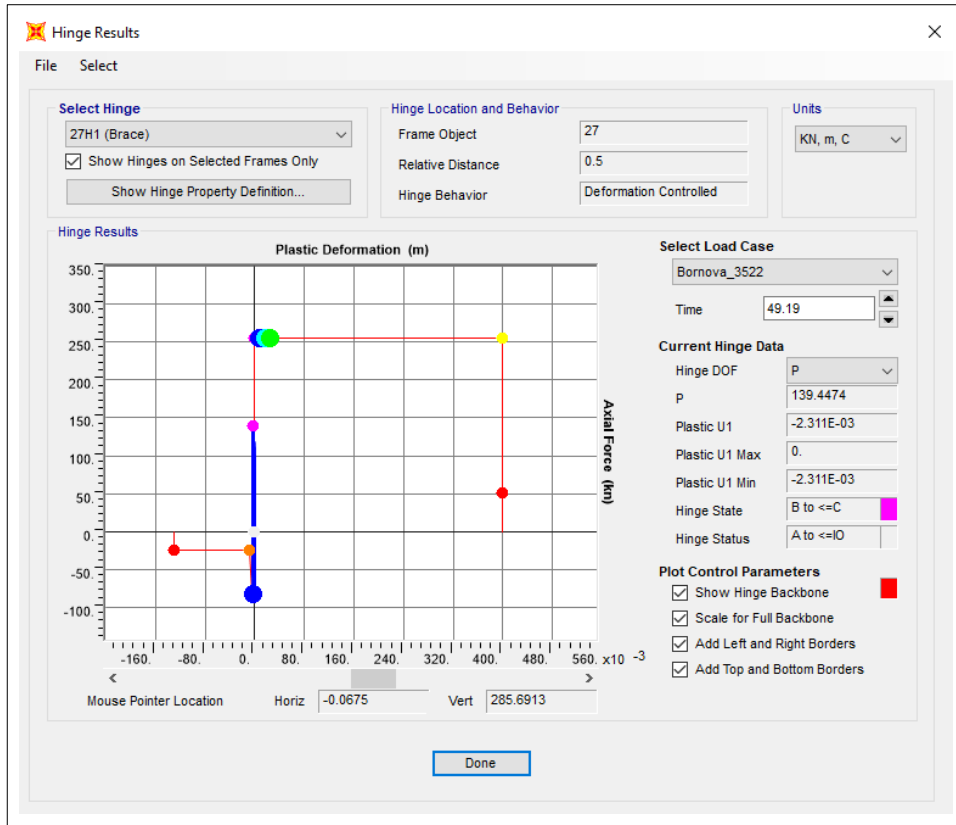 Hinge Results
File Select
Select Hinge
27H1 (Brace)
Show Hinges on Selected Frames Only
Show Hinge Property Definition...
Hinge Location and Behavior
Frame Object 27
Relative Distance 0.5
Hinge Behavior Deformation Controlled
Units
KN, m, C
Hinge Results
Plastic Deformation (m)
350.
300.
250.
200.
150.
100.
50.
0.
-50.
-100.
-160. -80. 0. 80. 160. 240. 320. 400. 480. 560. x10 -3
Axial Force (kn)
Mouse Pointer Location Horiz -0.0675 Vert 285.6913
Select Load Case
Bornova_3522
Time 49.19
Current Hinge Data
Hinge DOF P
P 139.4474
Plastic U1 -2.311E-03
Plastic U1 Max 0.
Plastic U1 Min -2.311E-03
Hinge State B to <=C
Hinge Status A to <=IO
Plot Control Parameters
Show Hinge Backbone
Scale for Full Backbone
Add Left and Right Borders
Add Top and Bottom Borders
Done